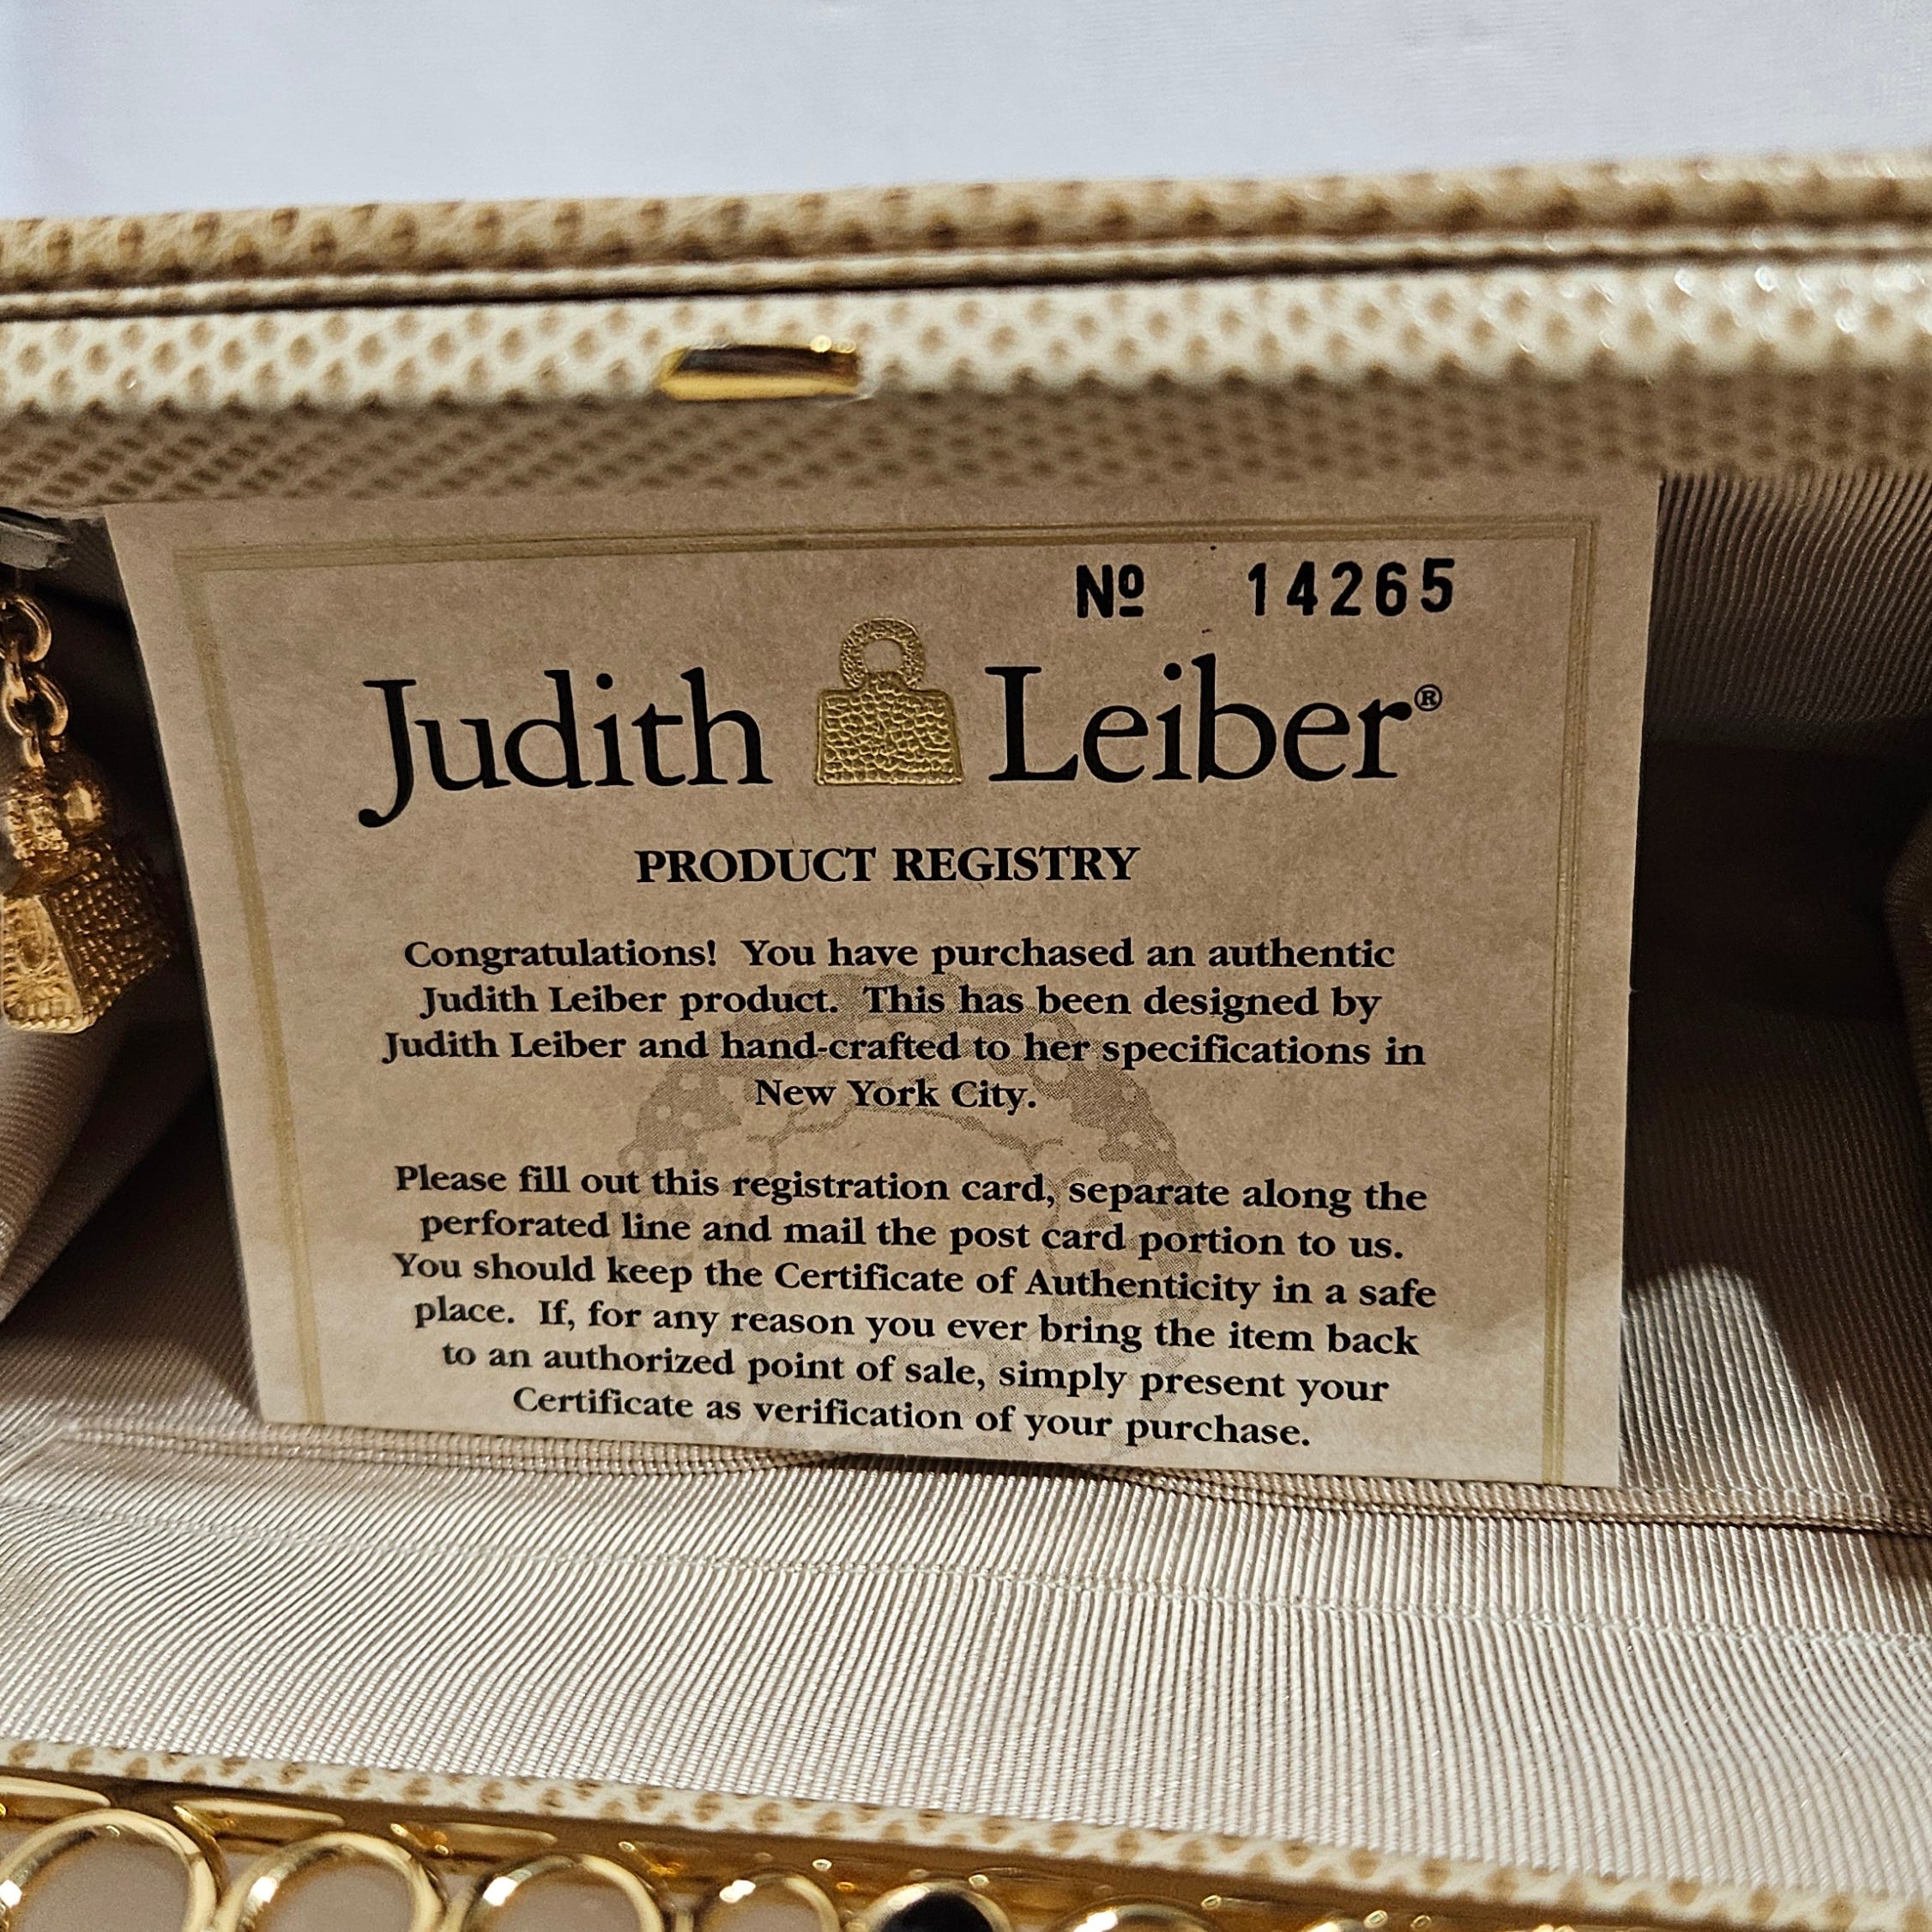 Nº 14265
Judith Leiber®
PRODUCT REGISTRY
Congratulations! You have purchased an authentic
Judith Leiber product. This has been designed by
Judith Leiber and hand-crafted to her specifications in
New York City.
Please fill out this registration card, separate along the
perforated line and mail the post card portion to us.
You should keep the Certificate of Authenticity in a safe
place. If, for any reason you ever bring the item back
to an authorized point of sale, simply present your
Certificate as verification of your purchase.